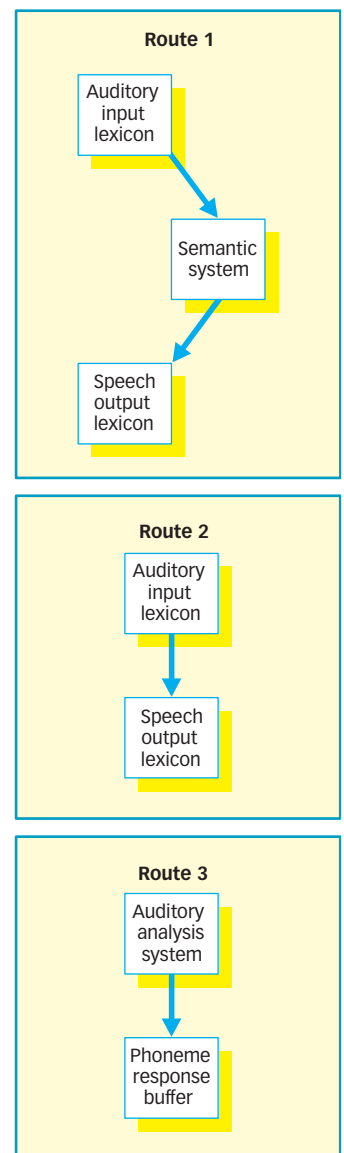 Route 1
Auditory
input
lexicon
Semantic
system
Speech
output
lexicon
Route 2
Auditory
input
lexicon
Speech
output
lexicon
Route 3
Auditory
analysis
system
Phoneme
response
buffer